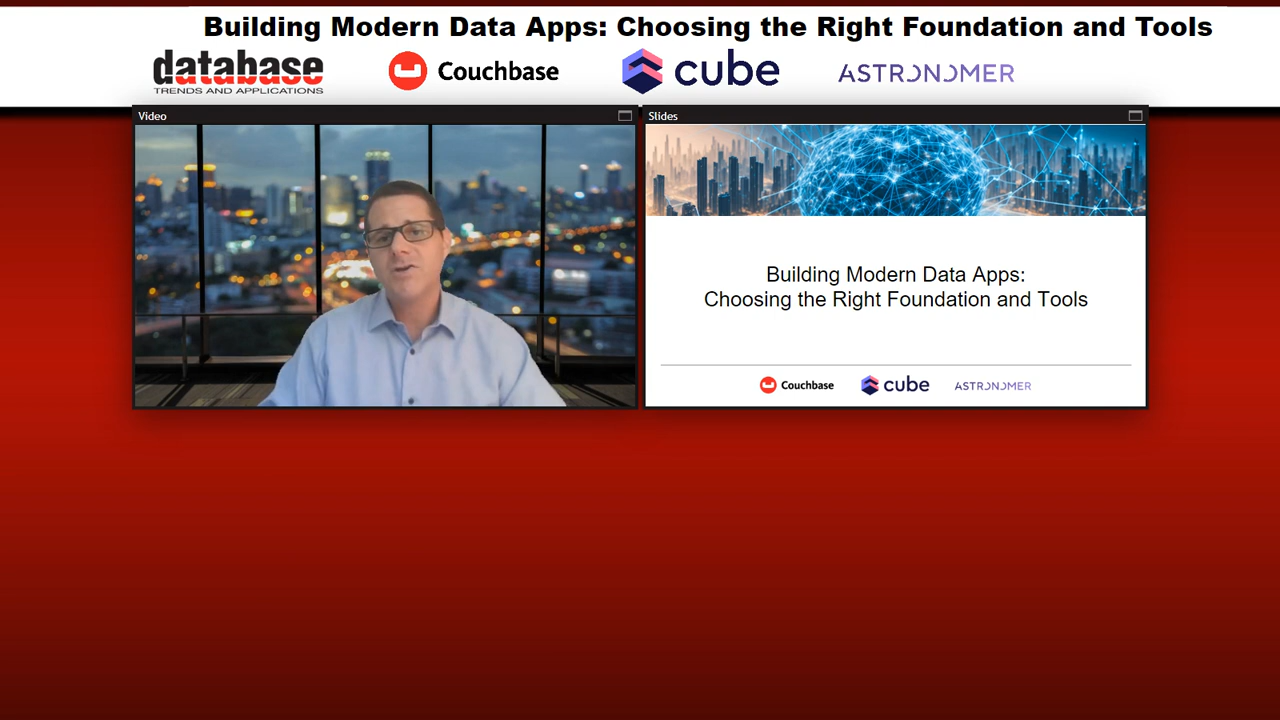 Building Modern Data Apps: Choosing the Right Foundation and Tools
database
TRENDS AND APPLICATIONS
Couchbase
cube
ASTRONOMER
Video
Slides
Building Modern Data Apps:
Choosing the Right Foundation and Tools
Couchbase
cube
ASTRONOMER